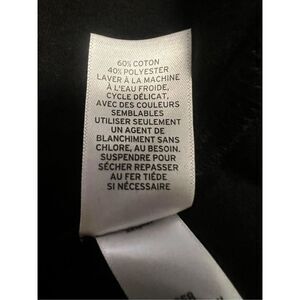 60% COTON
40% POLYESTER
LAVER À LA MACHINE
À L'EAU FROIDE,
CYCLE DÉLICAT,
AVEC DES COULEURS
SEMBLABLES
UTILISER SEULEMENT
UN AGENT DE
BLANCHIMENT SANS
CHLORE, AU BESOIN.
SUSPENDRE POUR
SÉCHER REPASSER
AU FER TIÉDE
SI NÉCESSAIRE